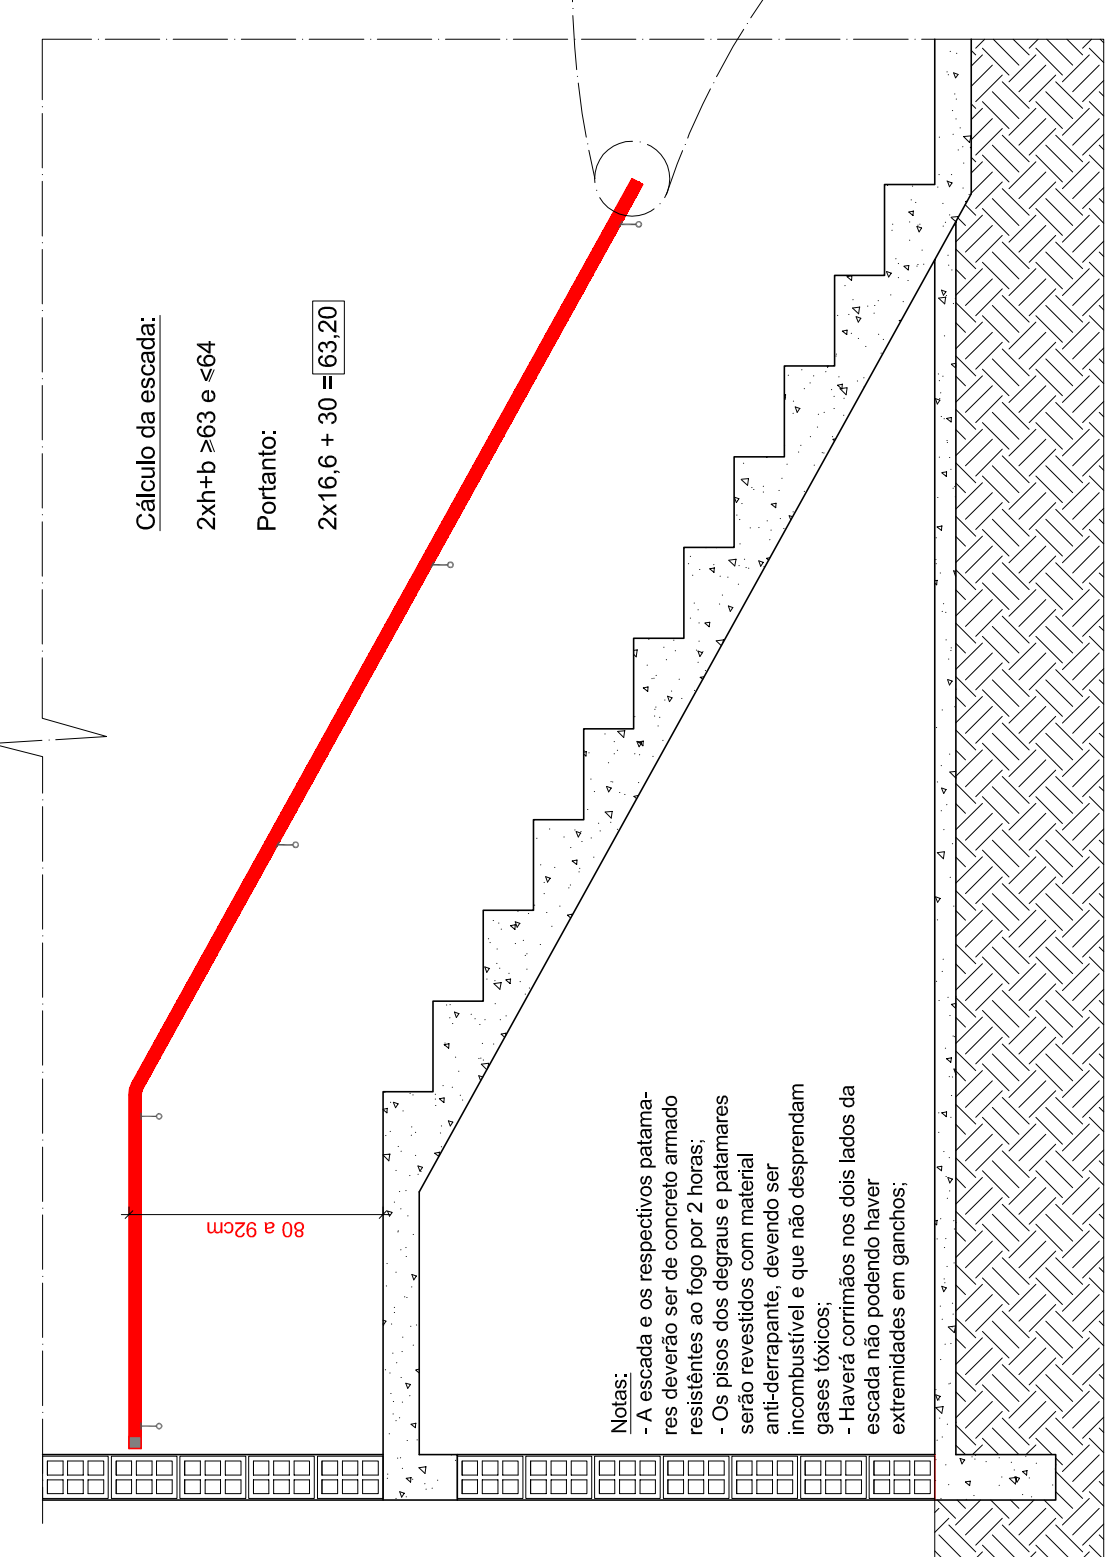 Cálculo da escada:
2xh+b ≥63 e ≤64
Portanto:
2x16,6 + 30 = 63,20
80 a 92cm
Notas:
- A escada e os respectivos patama-
res deverão ser de concreto armado
resistêntes ao fogo por 2 horas;
- Os pisos dos degraus e patamares
serão revestidos com material
anti-derrapante, devendo ser
incombustível e que não desprendam
gases tóxicos;
- Haverá corrimãos nos dois lados da
escada não podendo haver
extremidades em ganchos;